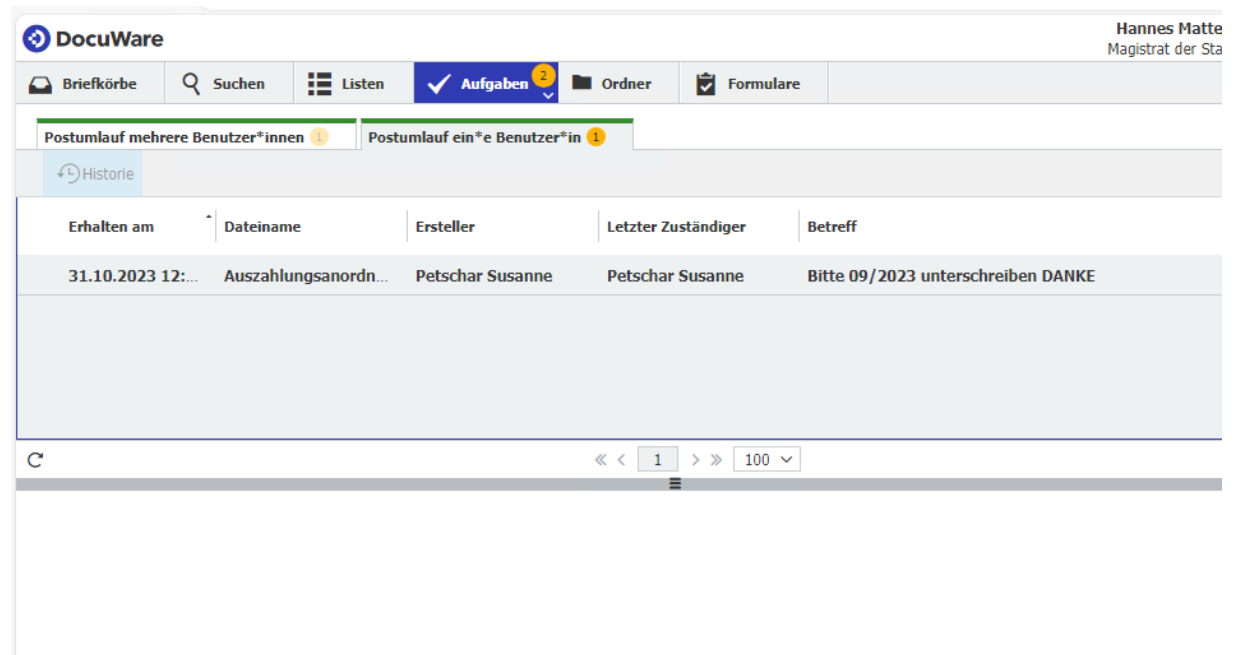 DocuWare
Hannes Matte
Magistrat der Sta
Briefkörbe Suchen Listen Aufgaben 2 Ordner Formulare
Postumlauf mehrere Benutzer*innen 1 Postumlauf ein*e Benutzer*in 1
Historie
Erhalten am Dateiname Ersteller Letzter Zuständiger Betreff
31.10.2023 12:... Auszahlungsanordn... Petschar Susanne Petschar Susanne Bitte 09/2023 unterschreiben DANKE
1 100